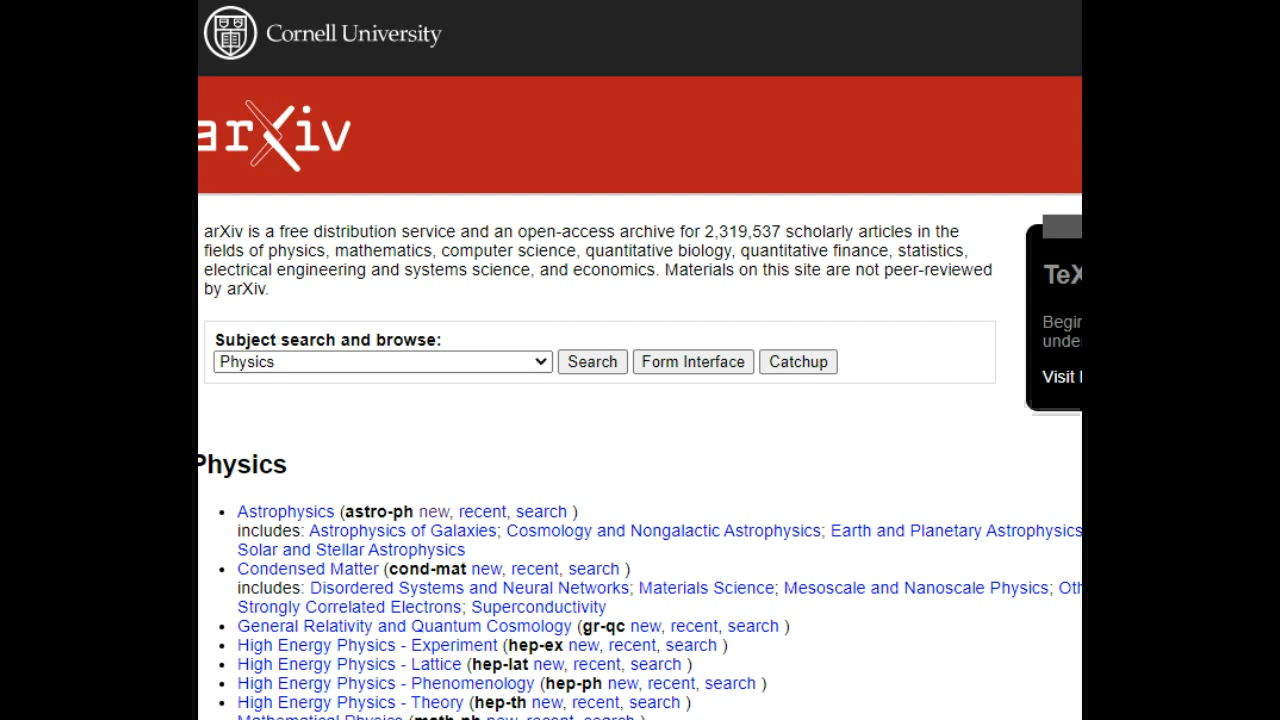 Cornell University
arXiv
arXiv is a free distribution service and an open-access archive for 2,319,537 scholarly articles in the
fields of physics, mathematics, computer science, quantitative biology, quantitative finance, statistics,
electrical engineering and systems science, and economics. Materials on this site are not peer-reviewed
by arXiv.
Subject search and browse:
Physics
Search
Form Interface
Catchup
TeX
Visit
Physics
Astrophysics (astro-ph new, recent, search )
includes: Astrophysics of Galaxies; Cosmology and Nongalactic Astrophysics; Earth and Planetary Astrophysics
Solar and Stellar Astrophysics
Condensed Matter (cond-mat new, recent, search )
includes: Disordered Systems and Neural Networks; Materials Science; Mesoscale and Nanoscale Physics;
Strongly Correlated Electrons; Superconductivity
General Relativity and Quantum Cosmology (gr-qc new, recent, search )
High Energy Physics - Experiment (hep-ex new, recent, search )
High Energy Physics - Lattice (hep-lat new, recent, search )
High Energy Physics - Phenomenology (hep-ph new, recent, search )
High Energy Physics - Theory (hep-th new, recent, search )
Mathematical Physics (math-ph new, recent, search )